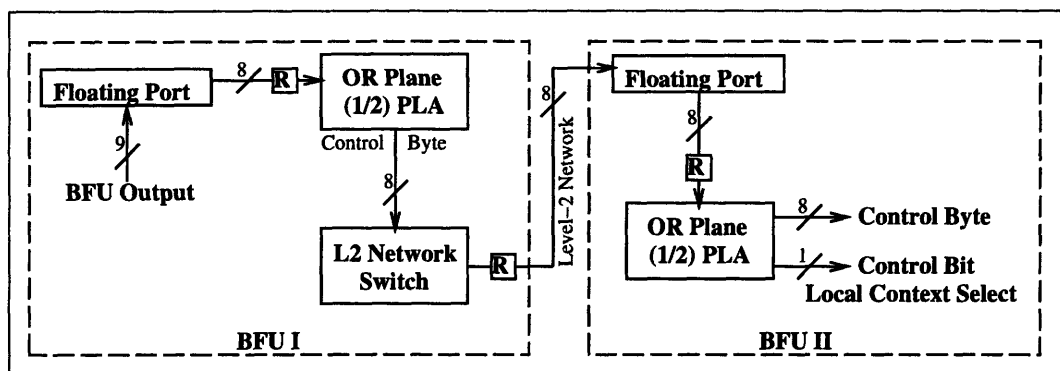 Floating Port
8
R
OR Plane
(1/2) PLA
Control Byte
9
BFU Output
8
L2 Network
Switch
R
BFU I
8
Level-2 Network
Floating Port
8
R
OR Plane
(1/2) PLA
8
Control Byte
1
Control Bit
Local Context Select
BFU II